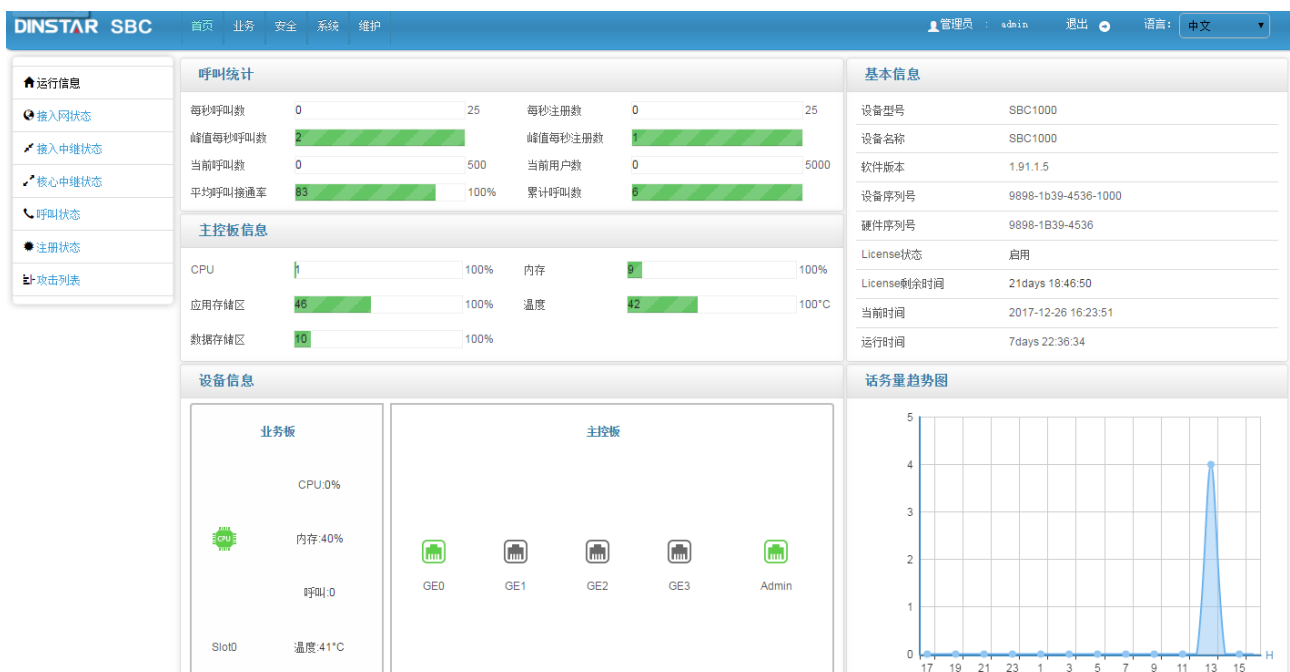 DINSTAR SBC
首页 业务 安全 系统 维护
管理员 : admin 退出 语言: 中文
运行信息
接入网状态
接入中继状态
核心中继状态
呼叫状态
注册状态
攻击列表
呼叫统计
每秒呼叫数 0 25 每秒注册数 0 25
峰值每秒呼叫数 2 峰值每秒注册数 1
当前呼叫数 0 500 当前用户数 0 5000
平均呼叫接通率 83 100% 累计呼叫数 6
主控板信息
CPU 1 100% 内存 9 100%
应用存储区 46 100% 温度 42 100°C
数据存储区 10 100%
设备信息
业务板
CPU:0%
CPU
内存:40%
呼叫:0
Slot0 温度:41°C
主控板
GE0 GE1 GE2 GE3 Admin
基本信息
设备型号 SBC1000
设备名称 SBC1000
软件版本 1.91.1.5
设备序列号 9898-1b39-4536-1000
硬件序列号 9898-1B39-4536
License状态 启用
License剩余时间 21days 18:46:50
当前时间 2017-12-26 16:23:51
运行时间 7days 22:36:34
话务量趋势图
5
4
3
2
1
0 H
17 19 21 23 1 3 5 7 9 11 13 15